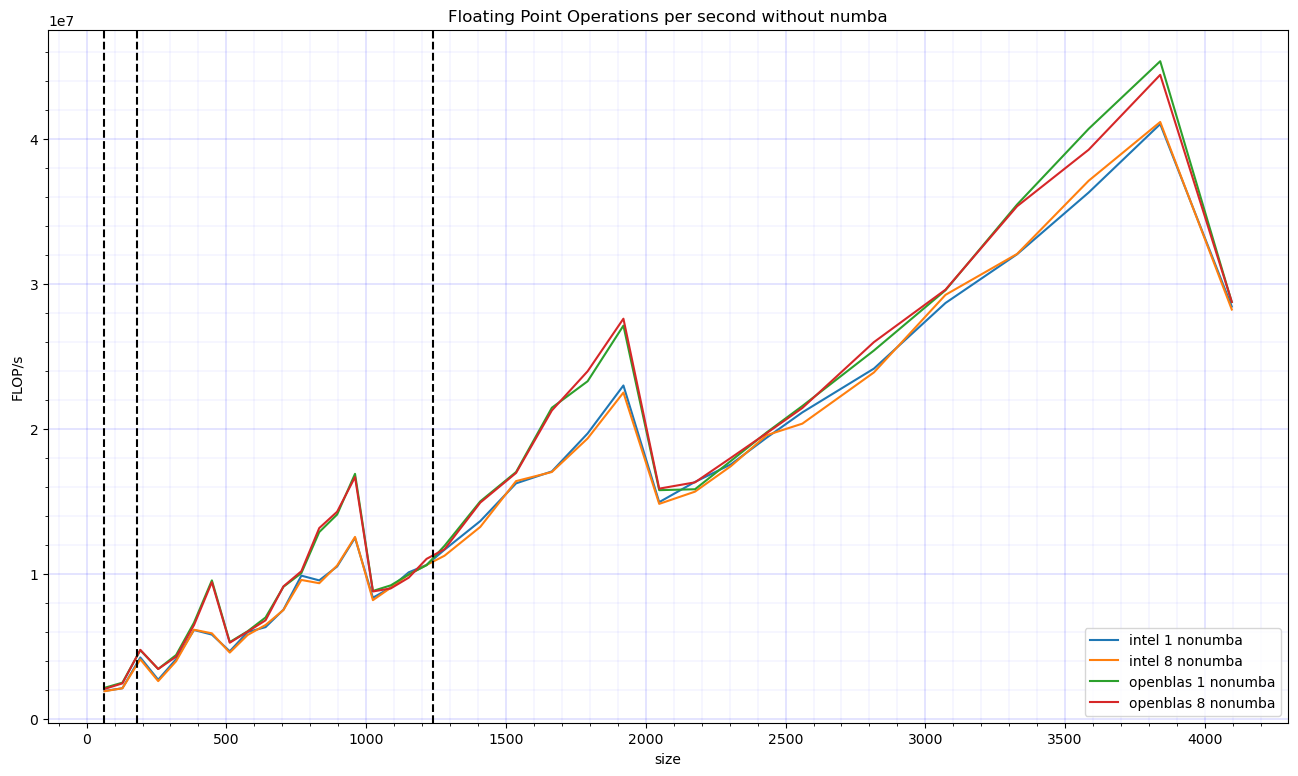 Floating Point Operations per second without numba
1e7
4
3
2
1
0
FLOP/s
0 500 1000 1500 2000 2500 3000 3500 4000
size
intel 1 nonumba
intel 8 nonumba
openblas 1 nonumba
openblas 8 nonumba